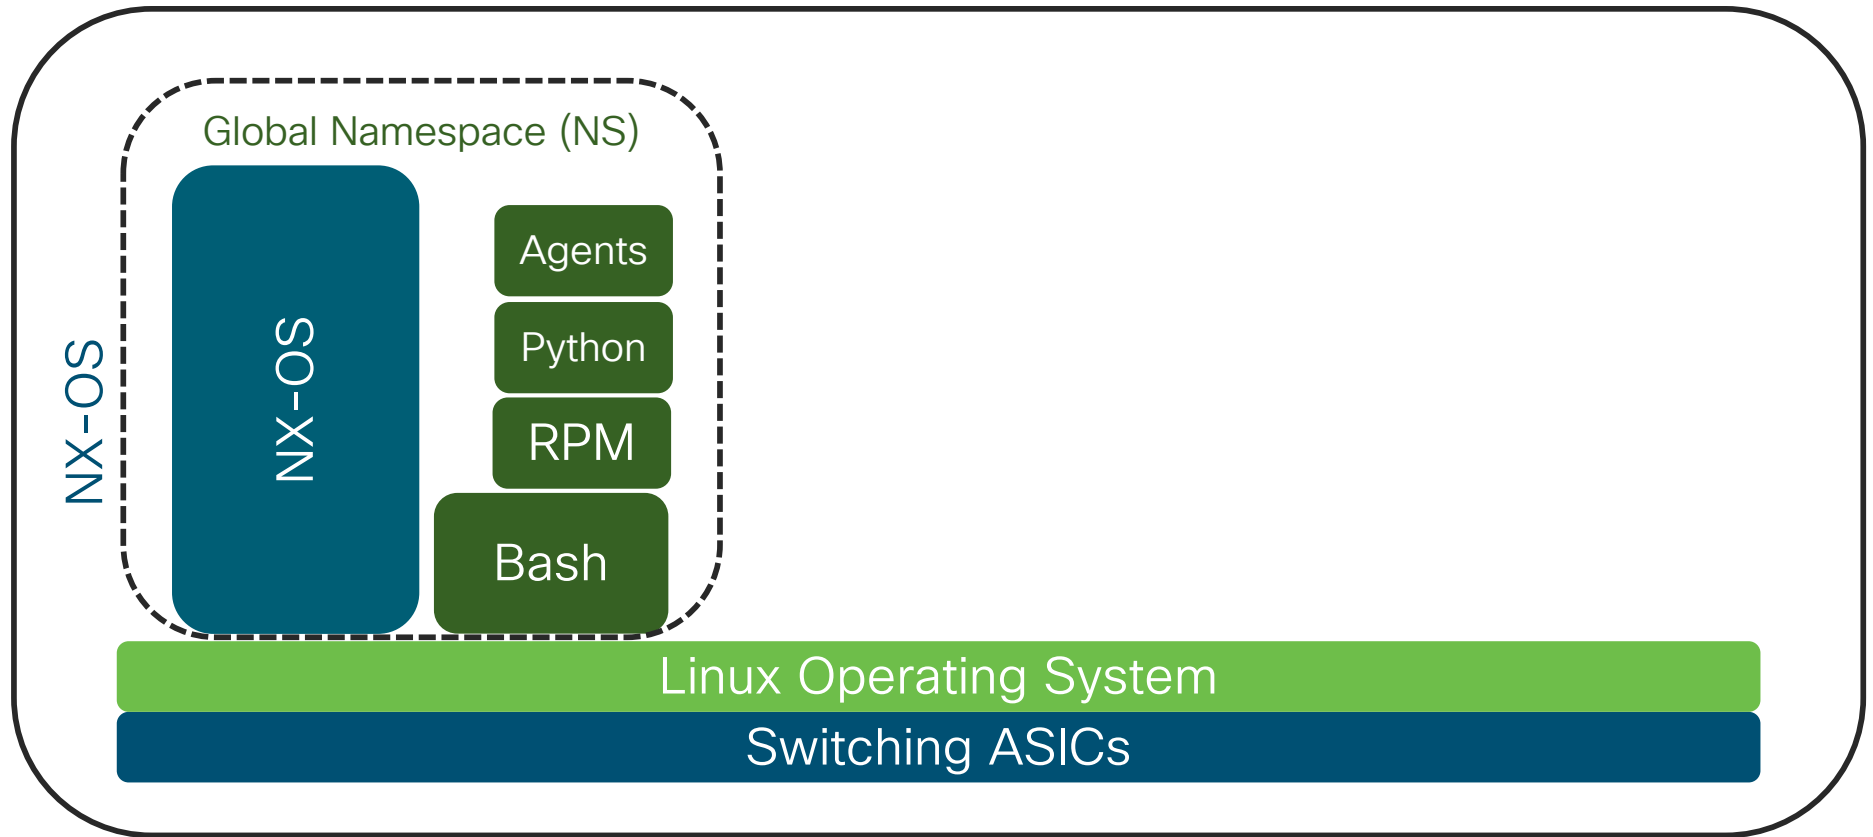 Global Namespace (NS)
NX-OS
NX-OS
Agents
Python
RPM
Bash
Linux Operating System
Switching ASICs